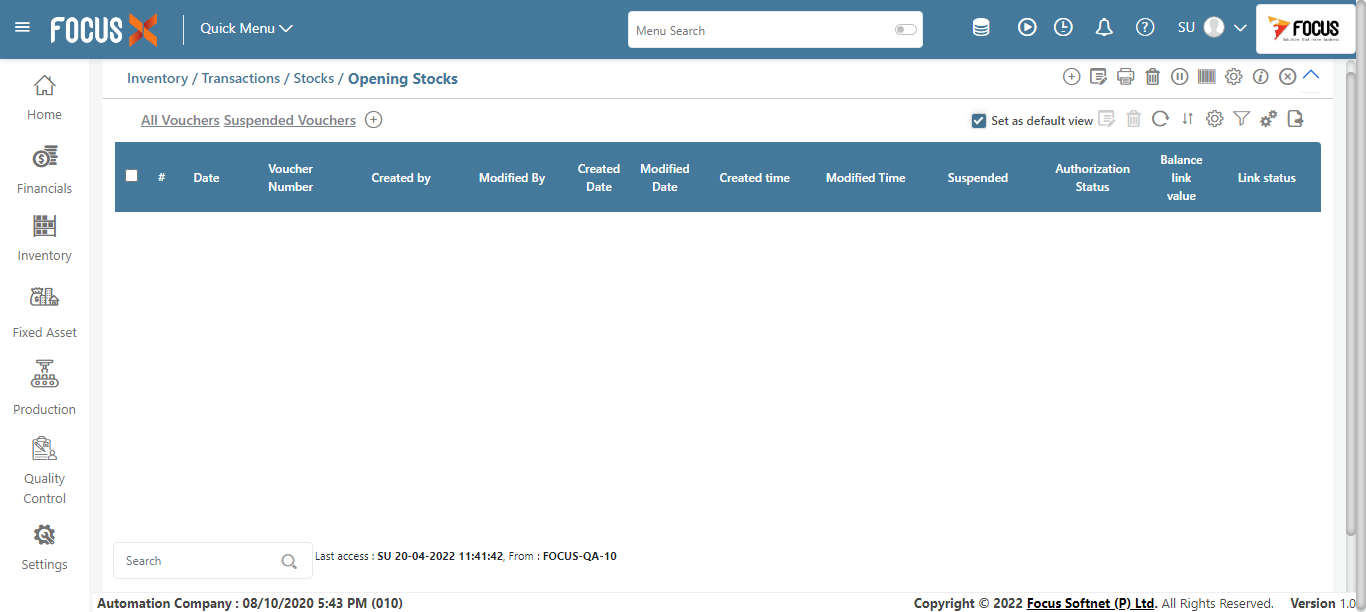 FOCUS X
Quick Menu
Menu Search
SU
FOCUS
Home
Financials
Inventory
Fixed Asset
Production
Quality
Control
Settings
Inventory / Transactions / Stocks / Opening Stocks
All Vouchers Suspended Vouchers
Set as default view
# Date Voucher Number Created by Modified By Created Date Modified Date Created time Modified Time Suspended Authorization Status Balance link value Link status
Search
Last access : SU 20-04-2022 11:41:42, From : FOCUS-QA-10
Automation Company : 08/10/2020 5:43 PM (010)
Copyright © 2022 Focus Softnet (P) Ltd. All Rights Reserved. Version 1.0